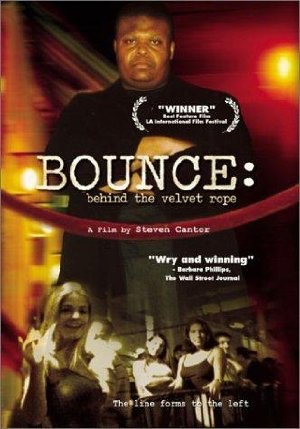 "WINNER"
Best Feature Film
LA International Film Festival
BOUNCE:
behind the velvet rope
A Film by Steven Cantor
"Wry and winning"
- Barbara Phillips,
The Wall Street Journal
The line forms to the left